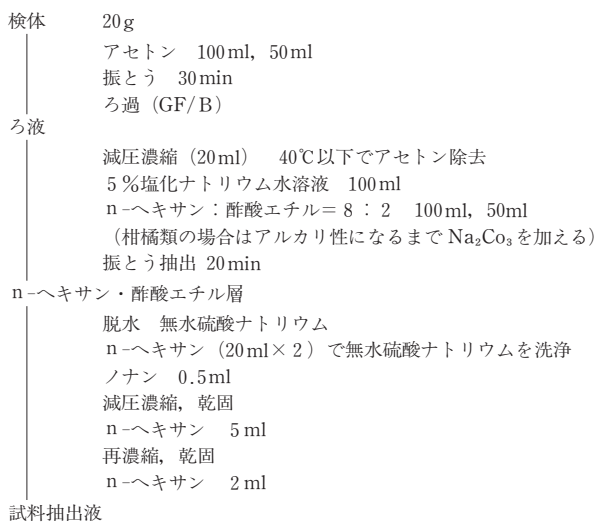 検体 20g
アセトン 100ml, 50ml
振とう 30min
ろ過（GF/B）
ろ液
減圧濃縮（20ml） 40℃以下でアセトン除去
5％塩化ナトリウム水溶液 100ml
n-ヘキサン：酢酸エチル＝8：2 100ml, 50ml
（柑橘類の場合はアルカリ性になるまでNa₂Co₃を加える）
振とう抽出 20min
n-ヘキサン・酢酸エチル層
脱水 無水硫酸ナトリウム
n-ヘキサン（20ml×2）で無水硫酸ナトリウムを洗浄
ノナン 0.5ml
減圧濃縮，乾固
n-ヘキサン 5ml
再濃縮，乾固
n-ヘキサン 2ml
試料抽出液